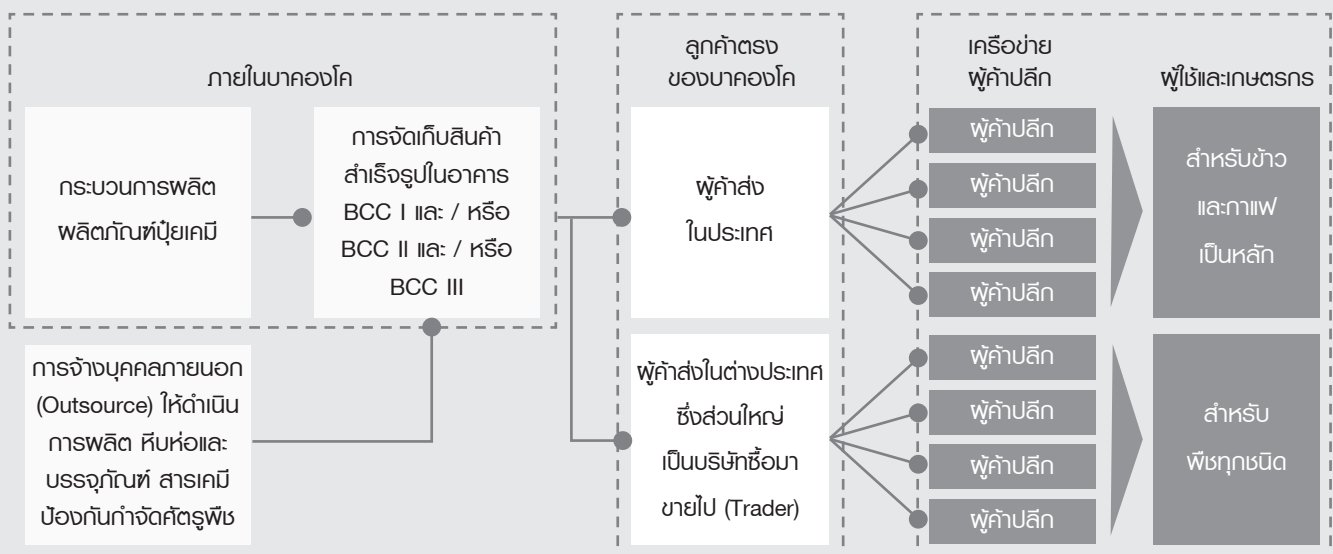 ภายในบาคองโค
กระบวนการผลิต
ผลิตภัณฑ์ปุ๋ยเคมี
การจัดเก็บสินค้า
สำเร็จรูปในอาคาร
BCC I และ / หรือ
BCC II และ / หรือ
BCC III
การจ้างบุคคลภายนอก
(Outsource) ให้ดำเนิน
การผลิต หีบห่อและ
บรรจุภัณฑ์ สารเคมี
ป้องกันกำจัดศัตรูพืช
ลูกค้าตรง
ของบาคองโค
ผู้ค้าส่ง
ในประเทศ
ผู้ค้าส่งในต่างประเทศ
ซึ่งส่วนใหญ่
เป็นบริษัทซื้อมา
ขายไป (Trader)
เครือข่าย
ผู้ค้าปลีก
ผู้ค้าปลีก
ผู้ค้าปลีก
ผู้ค้าปลีก
ผู้ค้าปลีก
ผู้ค้าปลีก
ผู้ค้าปลีก
ผู้ค้าปลีก
ผู้ค้าปลีก
ผู้ใช้และเกษตรกร
สำหรับข้าว
และกาแฟ
เป็นหลัก
สำหรับ
พืชทุกชนิด